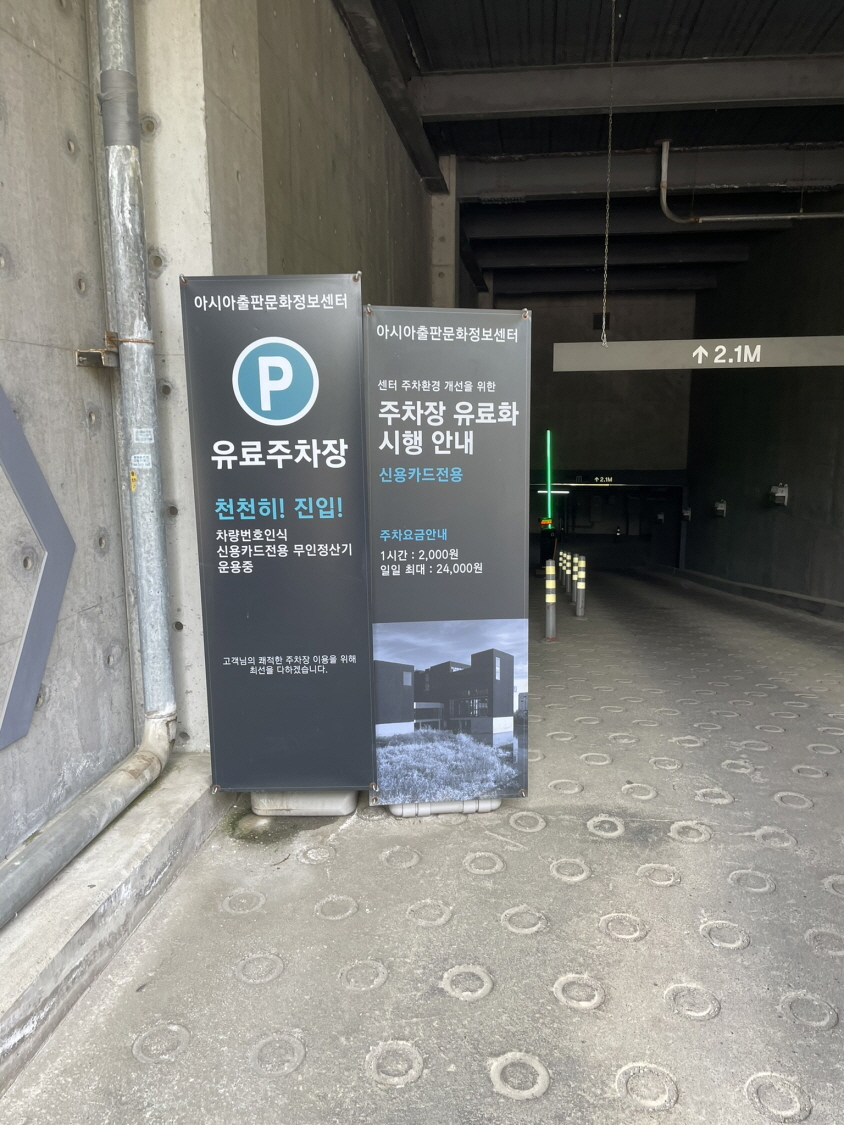 아시아출판문화정보센터
P
유료주차장
천천히! 진입!
차량번호인식
신용카드전용 무인정산기
운용중
고객님의 쾌적한 주차장 이용을 위해
최선을 다하겠습니다.
아시아출판문화정보센터
센터 주차환경 개선을 위한
주차장 유료화
시행 안내
신용카드전용
주차요금안내
1시간 : 2,000원
일일 최대 : 24,000원
↑ 2.1M
↑ 2.1M